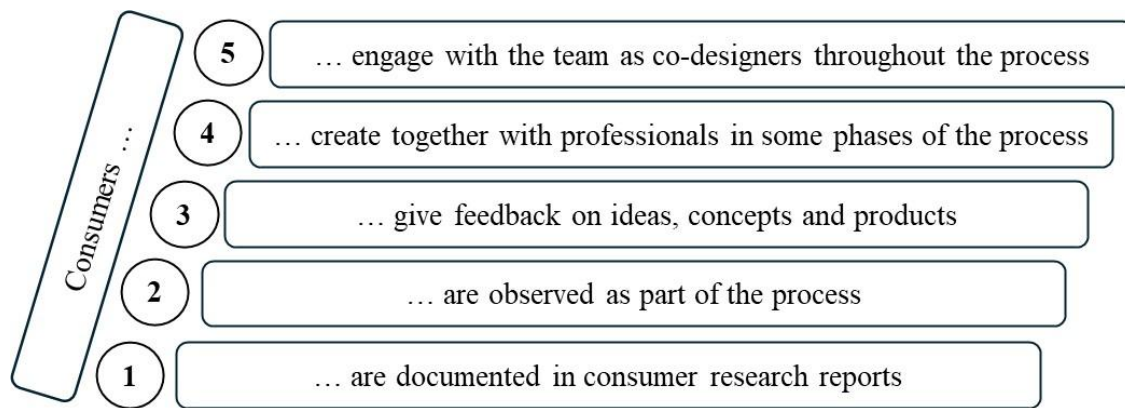 Consumers …
5
… engage with the team as co-designers throughout the process
4
… create together with professionals in some phases of the process
3
… give feedback on ideas, concepts and products
2
… are observed as part of the process
1
… are documented in consumer research reports